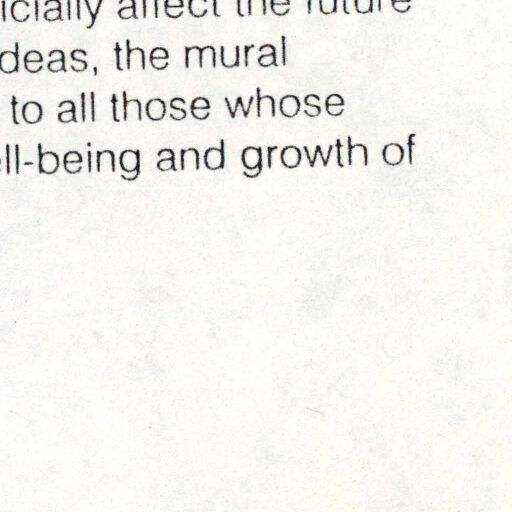 icially affect the future
deas, the mural
to all those whose
ll-being and growth of